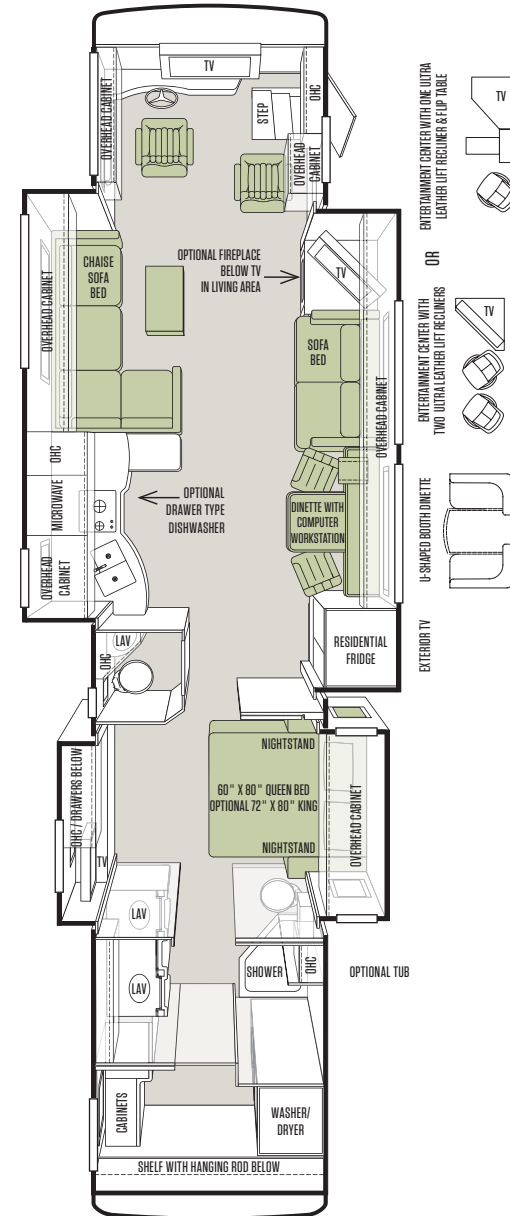 TV
OVERHEAD CABINET
STEP
OHC
OVERHEAD
CABINET
OVERHEAD CABINET
CHAISE
SOFA
BED
OPTIONAL FIREPLACE
BELOW TV
IN LIVING AREA
TV
SOFA
BED
OVERHEAD CABINET
OHC
MICROWAVE
OVERHEAD
CABINET
OPTIONAL
DRAWER TYPE
DISHWASHER
DINETTE WITH
COMPUTER
WORKSTATION
RESIDENTIAL
FRIDGE
LAV
OHC
OHC / DRAWERS BELOW
TV
NIGHTSTAND
60" X 80" QUEEN BED
OPTIONAL 72" X 80" KING
NIGHTSTAND
OVERHEAD CABINET
LAV
LAV
SHOWER
OHC
OPTIONAL TUB
CABINETS
WASHER/
DRYER
SHELF WITH HANGING ROD BELOW
ENTERTAINMENT CENTER WITH ONE ULTRA
LEATHER LIFT RECLINER & FLIP TABLE
TV
OR
ENTERTAINMENT CENTER WITH
TWO ULTRA LEATHER LIFT RECLINERS
TV
U-SHAPED BOOTH DINETTE
EXTERIOR TV